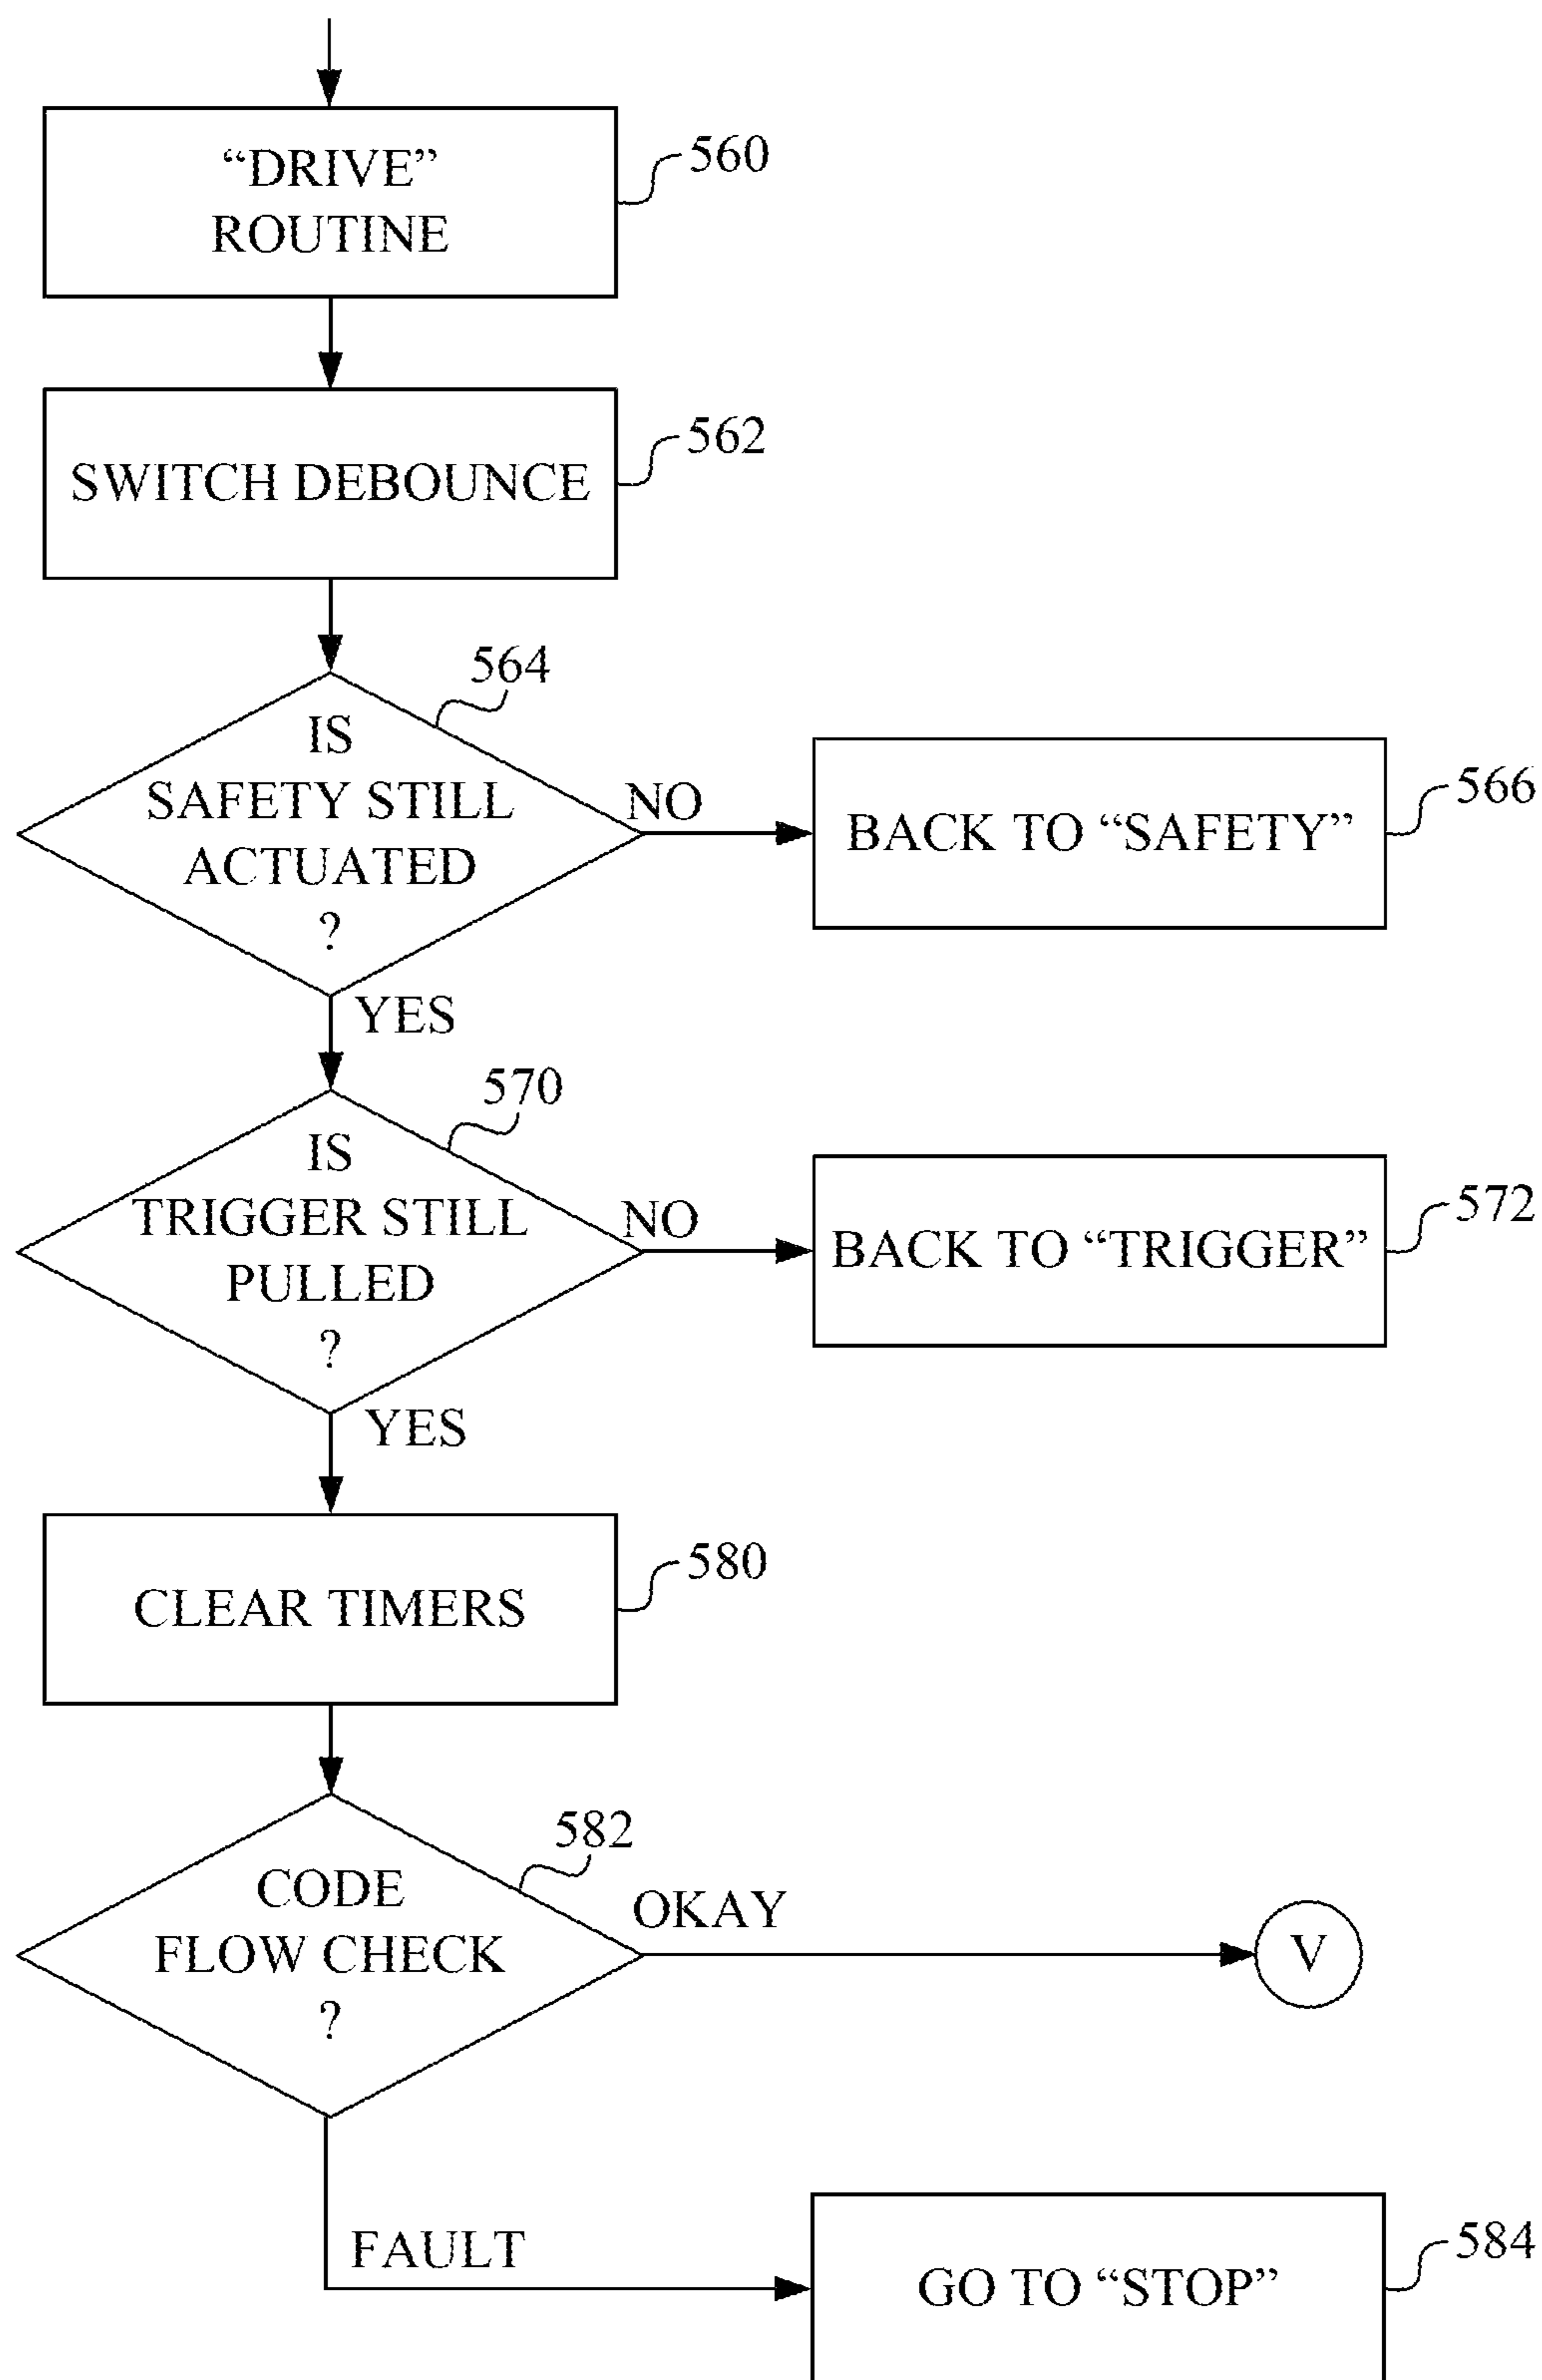 “DRIVE”
ROUTINE
560
SWITCH DEBOUNCE
562
564
IS
SAFETY STILL
ACTUATED
?
NO
BACK TO “SAFETY”
566
YES
570
IS
TRIGGER STILL
PULLED
?
NO
BACK TO “TRIGGER”
572
YES
CLEAR TIMERS
580
582
CODE
FLOW CHECK
?
OKAY
V
FAULT
GO TO “STOP”
584